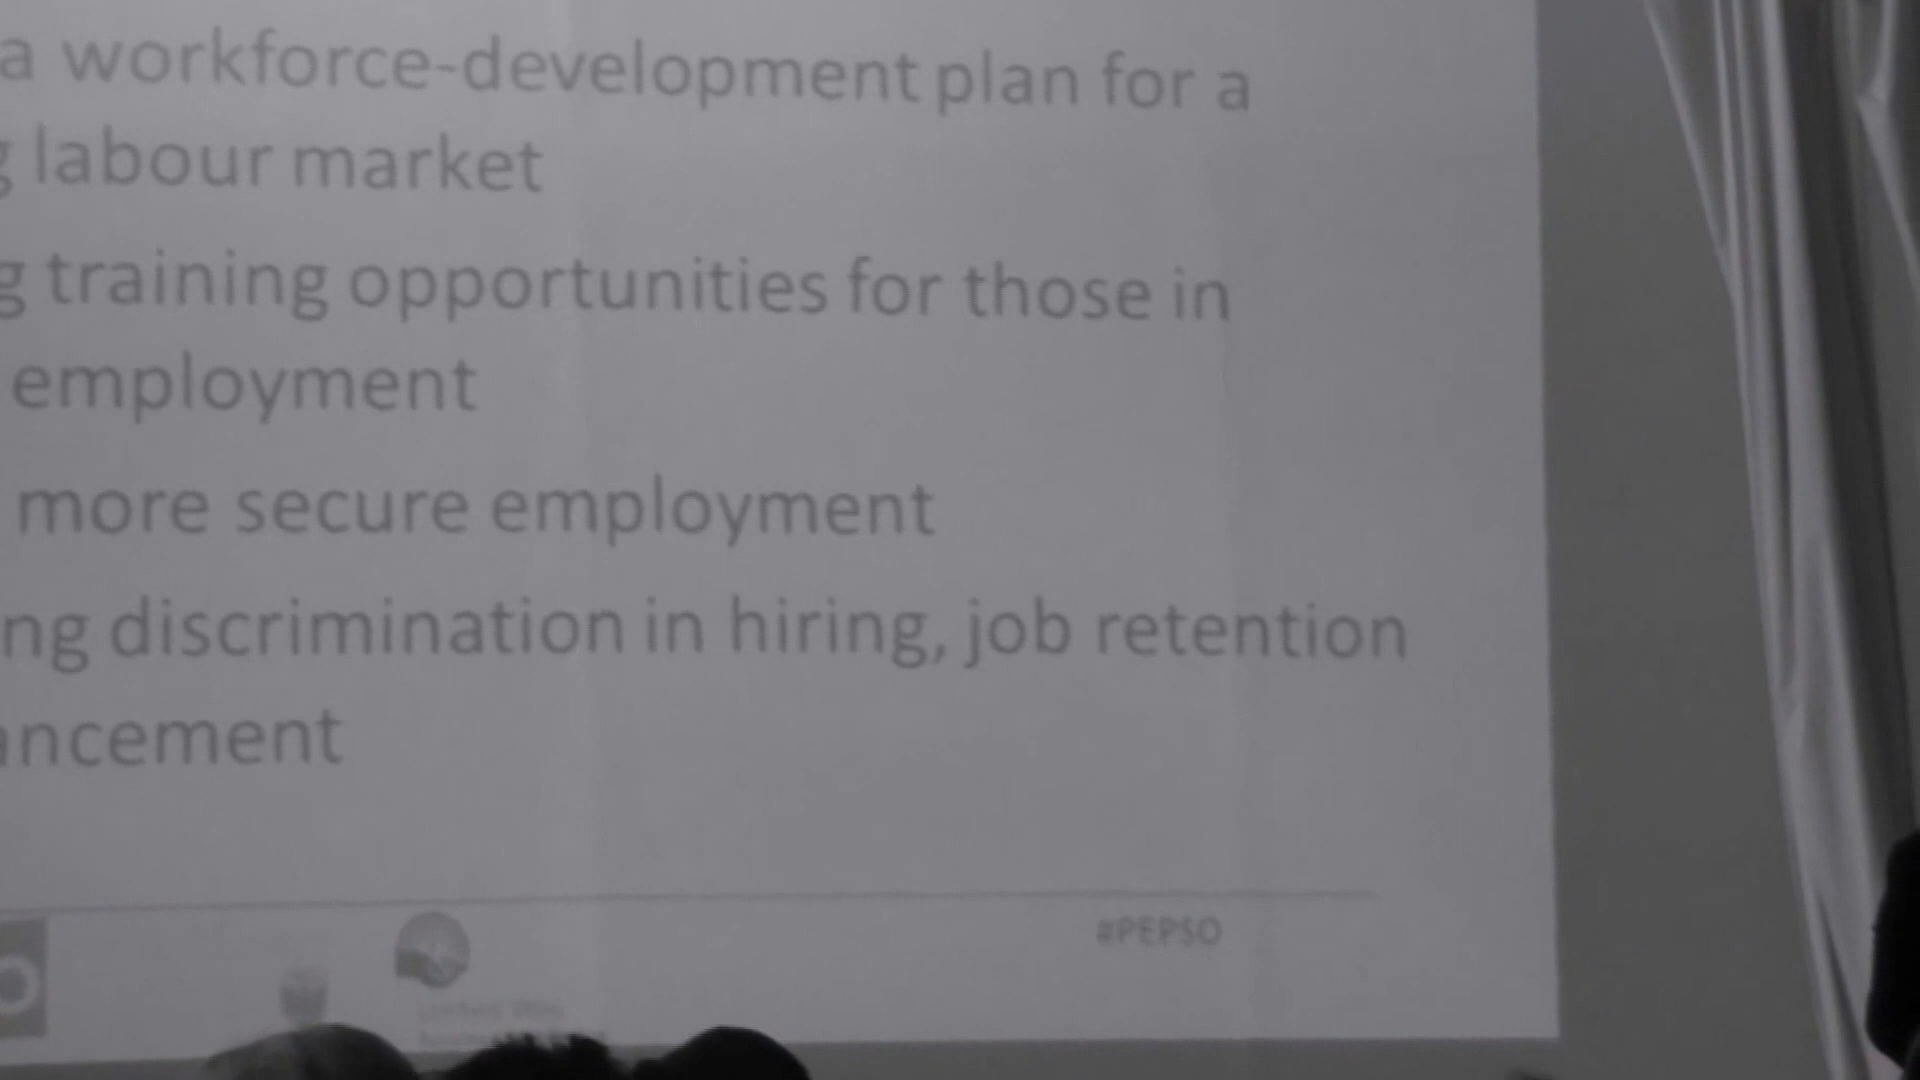 a workforce-development plan for a
g labour market
g training opportunities for those in
employment
more secure employment
ng discrimination in hiring, job retention
ancement
#PEPSO